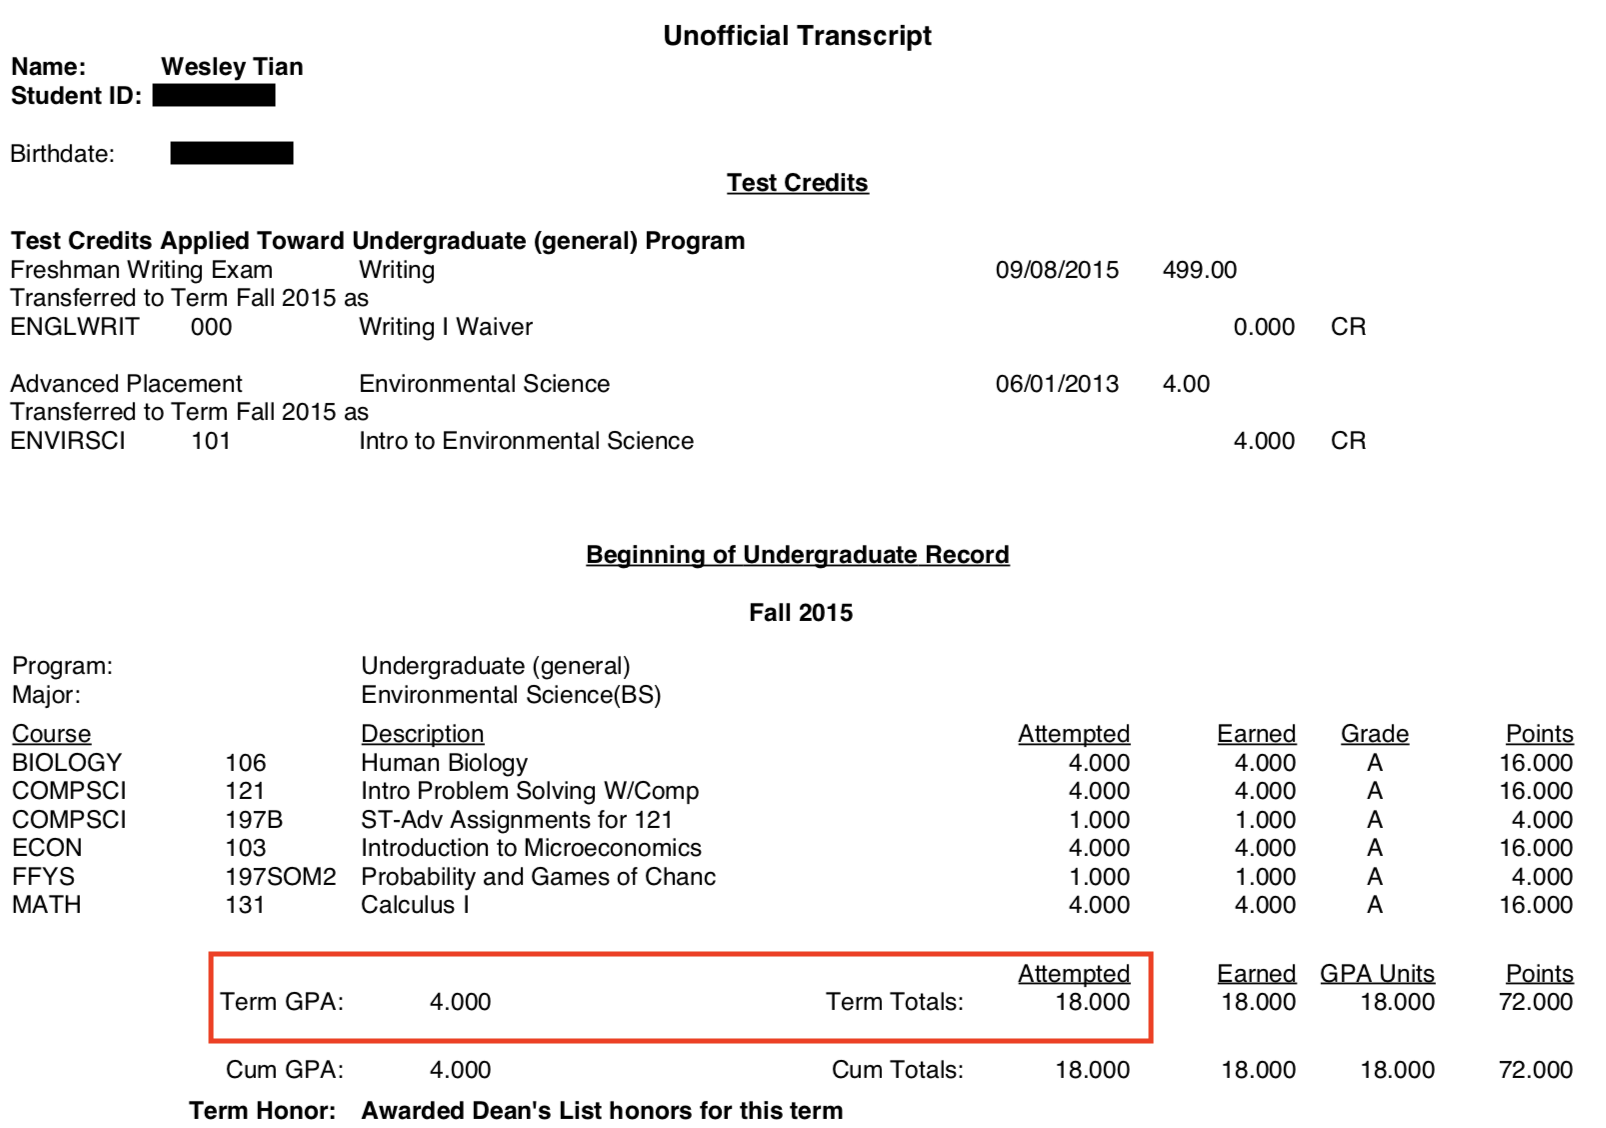 Unofficial Transcript
Name: Wesley Tian
Student ID:
Birthdate:
Test Credits
Test Credits Applied Toward Undergraduate (general) Program
Freshman Writing Exam Writing 09/08/2015 499.00
Transferred to Term Fall 2015 as
ENGLWRIT 000 Writing I Waiver 0.000 CR
Advanced Placement Environmental Science 06/01/2013 4.00
Transferred to Term Fall 2015 as
ENVIRSCI 101 Intro to Environmental Science 4.000 CR
Beginning of Undergraduate Record
Fall 2015
Program: Undergraduate (general)
Major: Environmental Science(BS)
Course Description Attempted Earned Grade Points
BIOLOGY 106 Human Biology 4.000 4.000 A 16.000
COMPSCI 121 Intro Problem Solving W/Comp 4.000 4.000 A 16.000
COMPSCI 197B ST-Adv Assignments for 121 1.000 1.000 A 4.000
ECON 103 Introduction to Microeconomics 4.000 4.000 A 16.000
FFYS 197SOM2 Probability and Games of Chanc 1.000 1.000 A 4.000
MATH 131 Calculus I 4.000 4.000 A 16.000
Attempted Earned GPA Units Points
Term GPA: 4.000 Term Totals: 18.000 18.000 18.000 72.000
Cum GPA: 4.000 Cum Totals: 18.000 18.000 18.000 72.000
Term Honor: Awarded Dean's List honors for this term